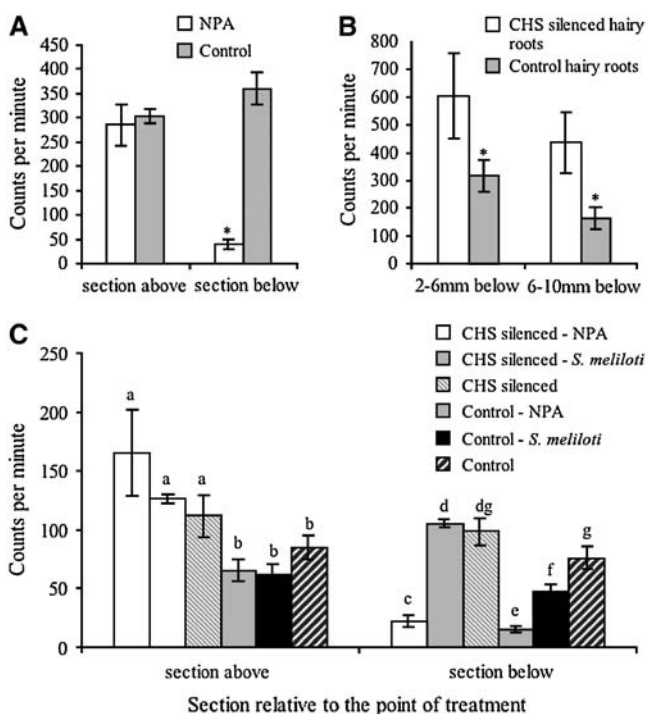 A
NPA
Control
Counts per minute
450
400
350
300
250
200
150
100
50
0
*
section above section below
B
CHS silenced hairy
roots
Control hairy roots
Counts per minute
800
700
600
500
400
300
200
100
000
*
*
2-6mm below 6-10mm below
C
CHS silenced - NPA
CHS silenced - S. meliloti
CHS silenced
Control - NPA
Control - S. meliloti
Control
Counts per minute
250
200
150
100
50
0
a a a b b b
c d dg e f g
section above section below
Section relative to the point of treatment